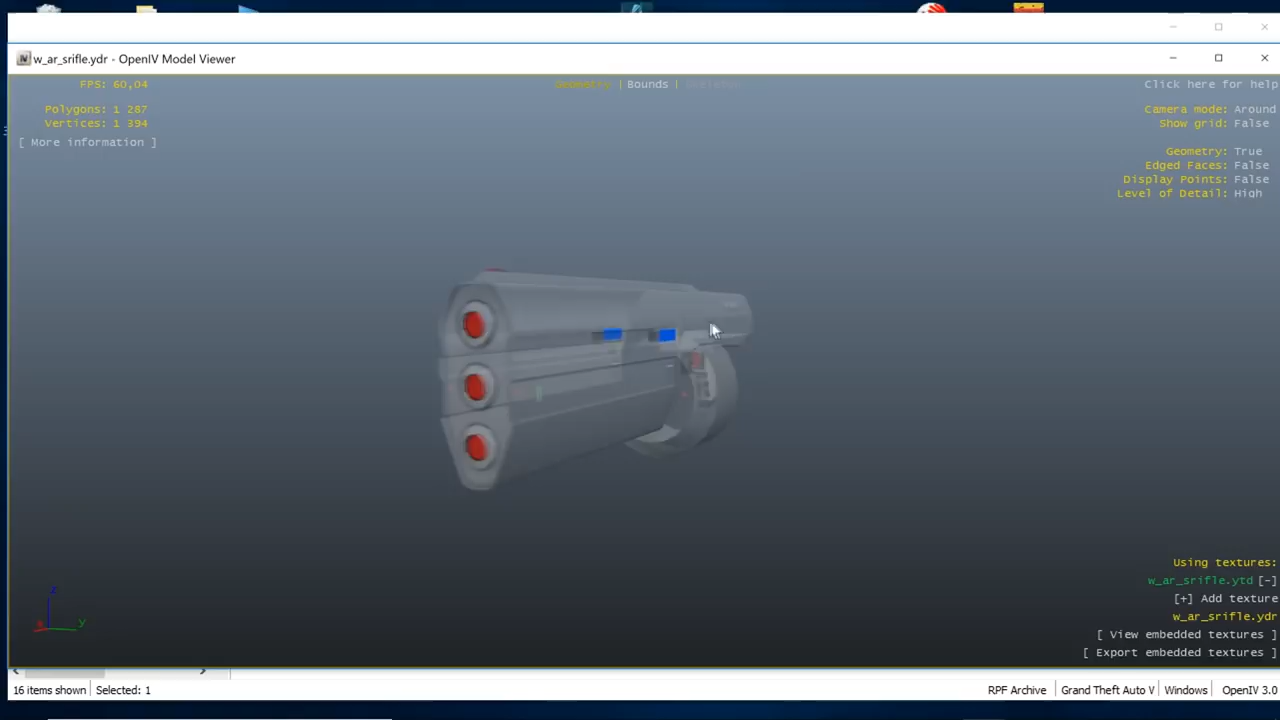 w_ar_srifle.ydr - OpenIV Model Viewer
FPS: 60,04
Geometry | Bounds |
Click here for help
Polygons: 1 287
Vertices: 1 394
[ More information ]
Camera mode: Around
Show grid: False
Geometry: True
Edged Faces: False
Display Points: False
Level of Detail: High
z
x
y
Using textures:
w_ar_srifle.ytd [-]
[+] Add texture
w_ar_srifle.ydr
[ View embedded textures ]
[ Export embedded textures ]
16 items shown
Selected: 1
RPF Archive
Grand Theft Auto V
Windows
OpenIV 3.0